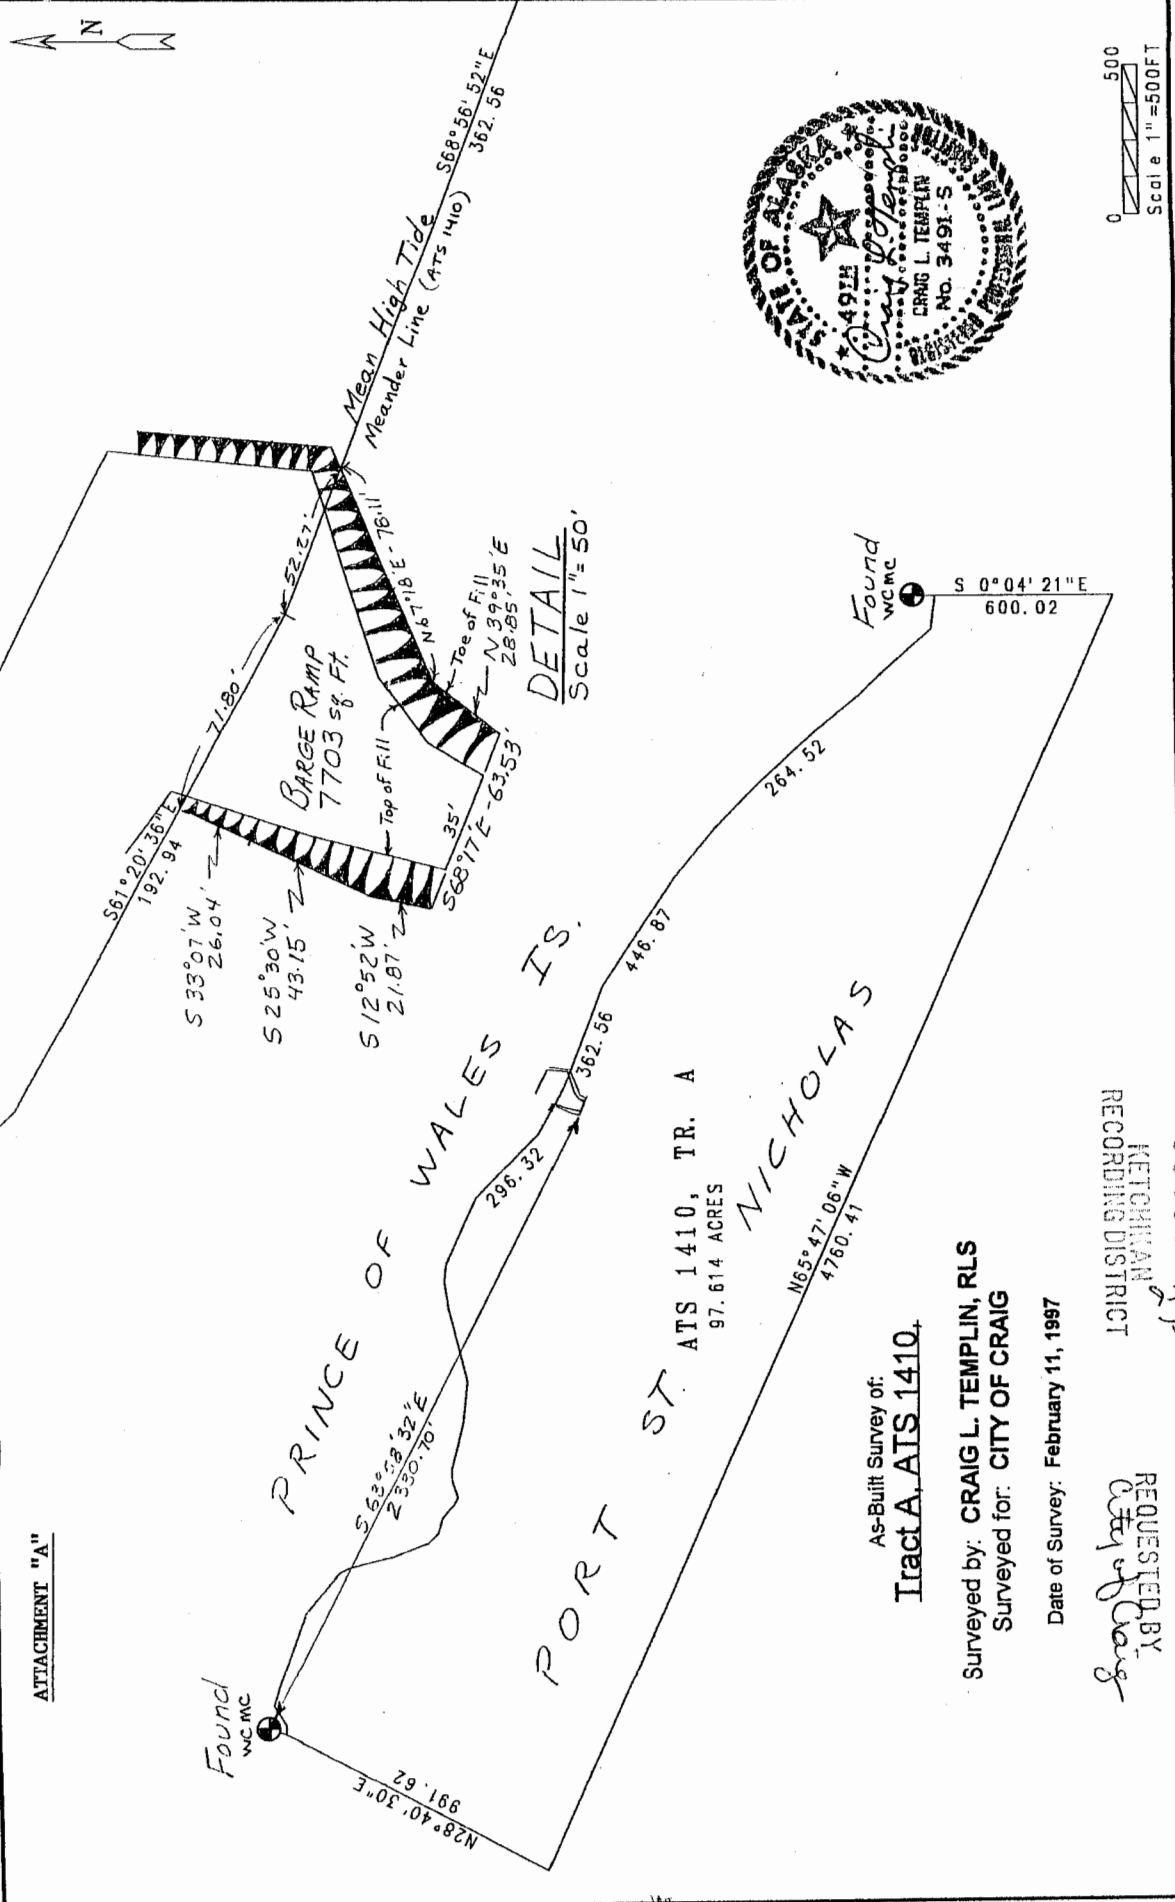 ATTACHMENT "A"
N
Found
WCMC
N28°40'30"E
991.62
S63°58'32"E
2330.70'
PRINCE OF WALES IS.
PORT ST. NICHOLAS
ATS 1410, TR. A
97.614 ACRES
N65°47'06"W
4760.41
296.32
362.56
446.87
264.52
Found
WCMC
S 0°04'21"E
600.02
S61°20'36"E
192.94
71.80'
52.27'
S68°56'52"E
362.56
Mean High Tide
Meander Line (ATS 1410)
S 33°07'W
26.04'
S 25°30'W
43.15'
S 12°52'W
21.87'
BARGE RAMP
7703 sq. Ft.
Top of Fill
35'
S68°17'E - 63.53'
N67°18'E - 78.11'
Toe of Fill
N 39°35'E
28.85'
DETAIL
Scale 1"= 50'
As-Built Survey of:
Tract A, ATS 1410,
Surveyed by: CRAIG L. TEMPLIN, RLS
Surveyed for: CITY OF CRAIG
Date of Survey: February 11, 1997
STATE OF ALASKA
49TH
Craig L. Templin
CRAIG L. TEMPLIN
No. 3491-S
REGISTERED PROFESSIONAL LAND SURVEYOR
0 500
Scale 1"=500FT
KETCHIKAN
RECORDING DISTRICT
REQUESTED BY
City of Craig